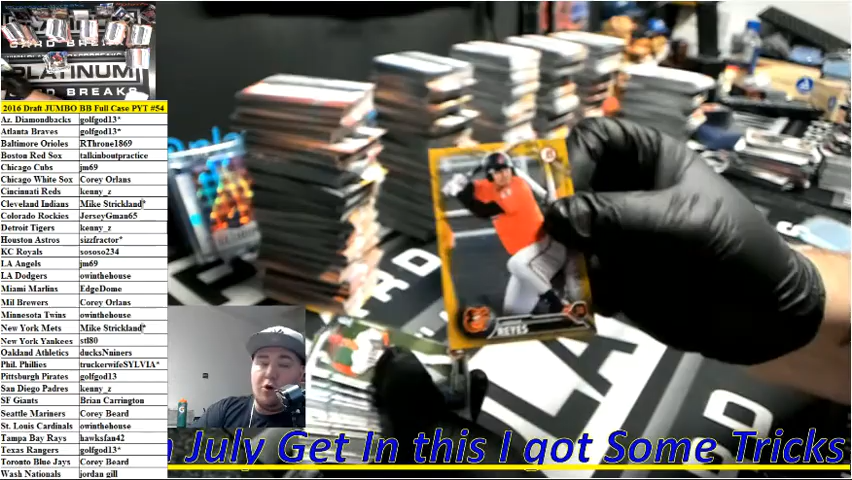 PLATINUM
CARD BREAKS
2016 Draft JUMBO BB Full Case PYT #54
Az. Diamondbacks golfgod13*
Atlanta Braves golfgod13*
Baltimore Orioles RThrone1869
Boston Red Sox talkinboutpractice
Chicago Cubs jm69
Chicago White Sox Corey Orlans
Cincinnati Reds kenny_z
Cleveland Indians Mike Strickland*
Colorado Rockies JerseyGman65
Detroit Tigers kenny_z
Houston Astros sizzfractor*
KC Royals sososo234
LA Angels jm69
LA Dodgers owinthehouse
Miami Marlins EdgeDome
Mil Brewers Corey Orlans
Minnesota Twins owinthehouse
New York Mets Mike Strickland*
New York Yankees stl80
Oakland Athletics ducksNniners
Phil. Phillies truckerwifeSYLVIA*
Pittsburgh Pirates golfgod13
San Diego Padres kenny_z
SF Giants Brian Carrington
Seattle Mariners Corey Beard
St. Louis Cardinals owinthehouse
Tampa Bay Rays hawksfan42
Texas Rangers golfgod13*
Toronto Blue Jays Corey Beard
Wash Nationals jordan gill
REYES
July Get In this I got Some Tricks